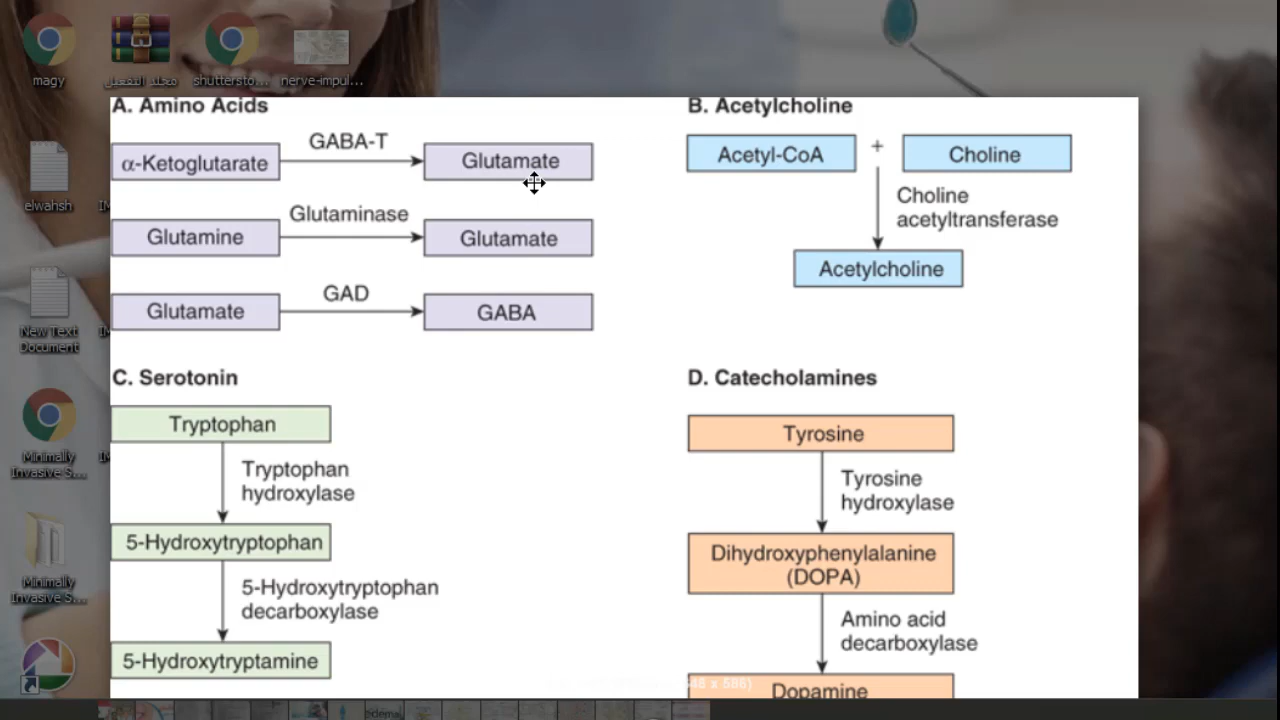 magy
مجلد التفعيل
shuttersto...
nerve-impul...
elwahsh
New Text
Document
Minimally
Invasive S...
Minimally
Invasive S...
A. Amino Acids
α-Ketoglutarate
GABA-T
Glutamate
Glutamine
Glutaminase
Glutamate
Glutamate
GAD
GABA
B. Acetylcholine
Acetyl-CoA
+
Choline
Choline
acetyltransferase
Acetylcholine
C. Serotonin
Tryptophan
Tryptophan
hydroxylase
5-Hydroxytryptophan
5-Hydroxytryptophan
decarboxylase
5-Hydroxytryptamine
D. Catecholamines
Tyrosine
Tyrosine
hydroxylase
Dihydroxyphenylalanine
(DOPA)
Amino acid
decarboxylase
Dopamine
edema